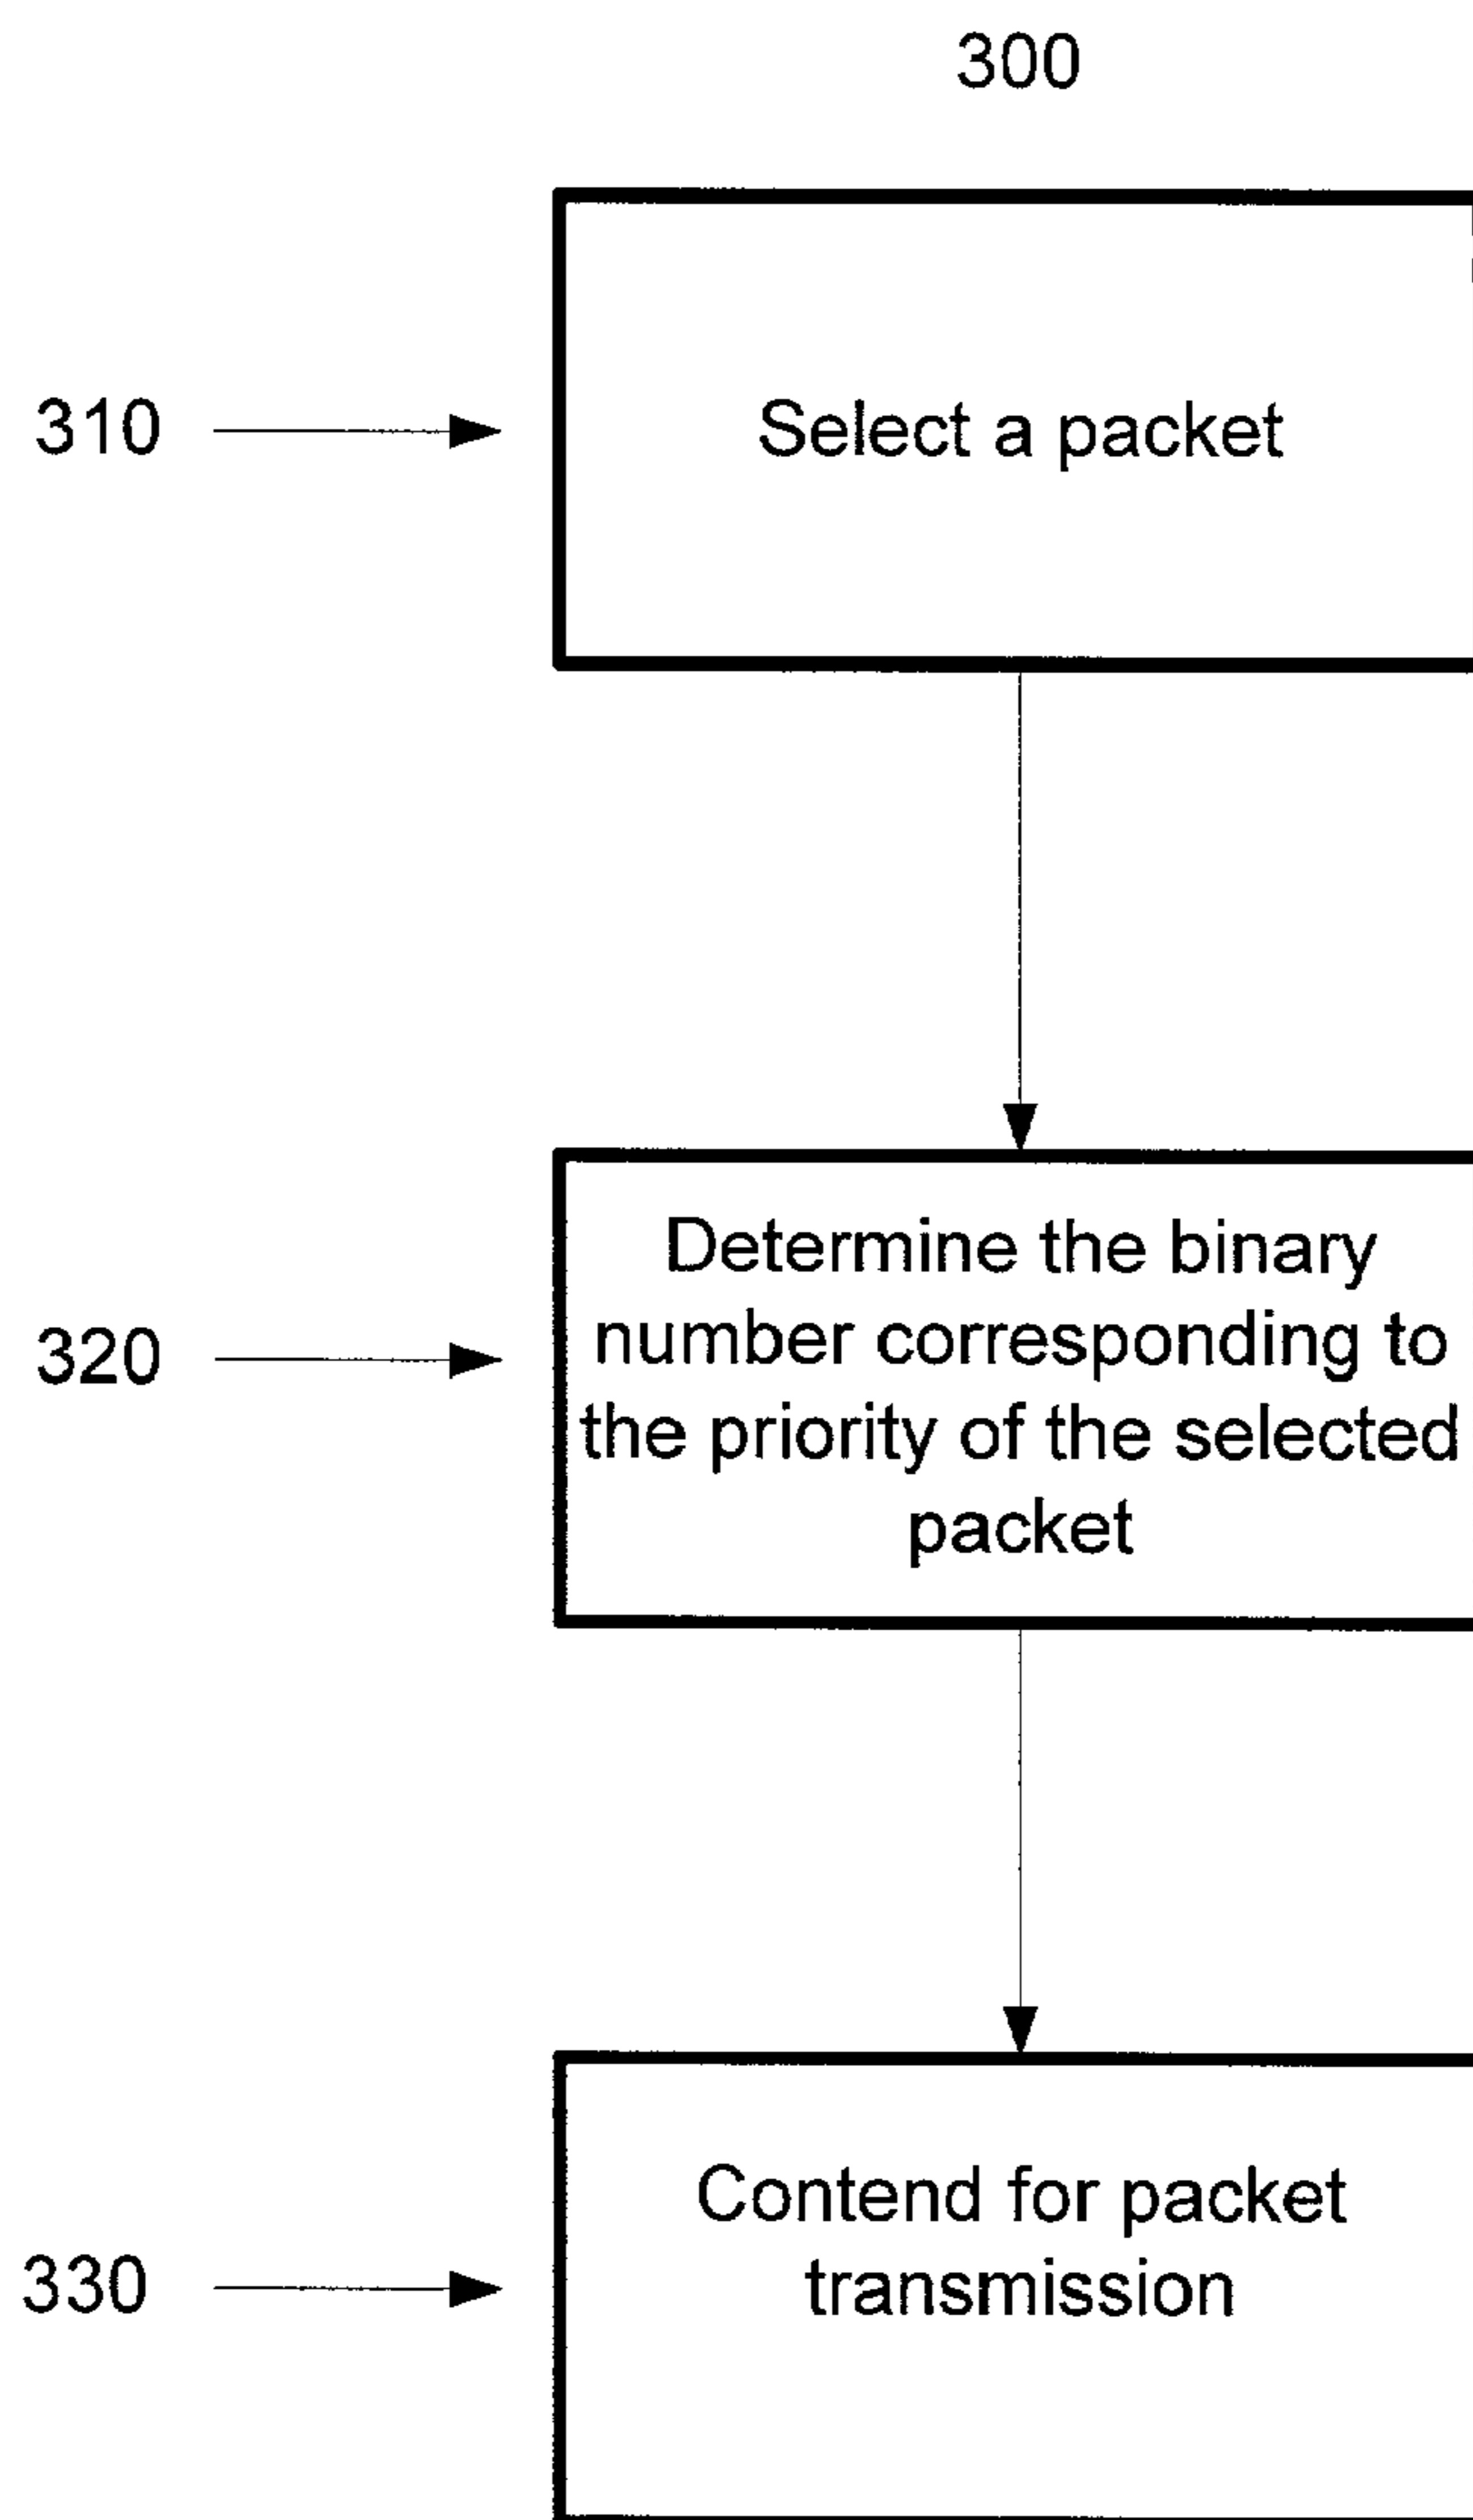 300
310
Select a packet
320
Determine the binary
number corresponding to
the priority of the selected
packet
330
Contend for packet
transmission